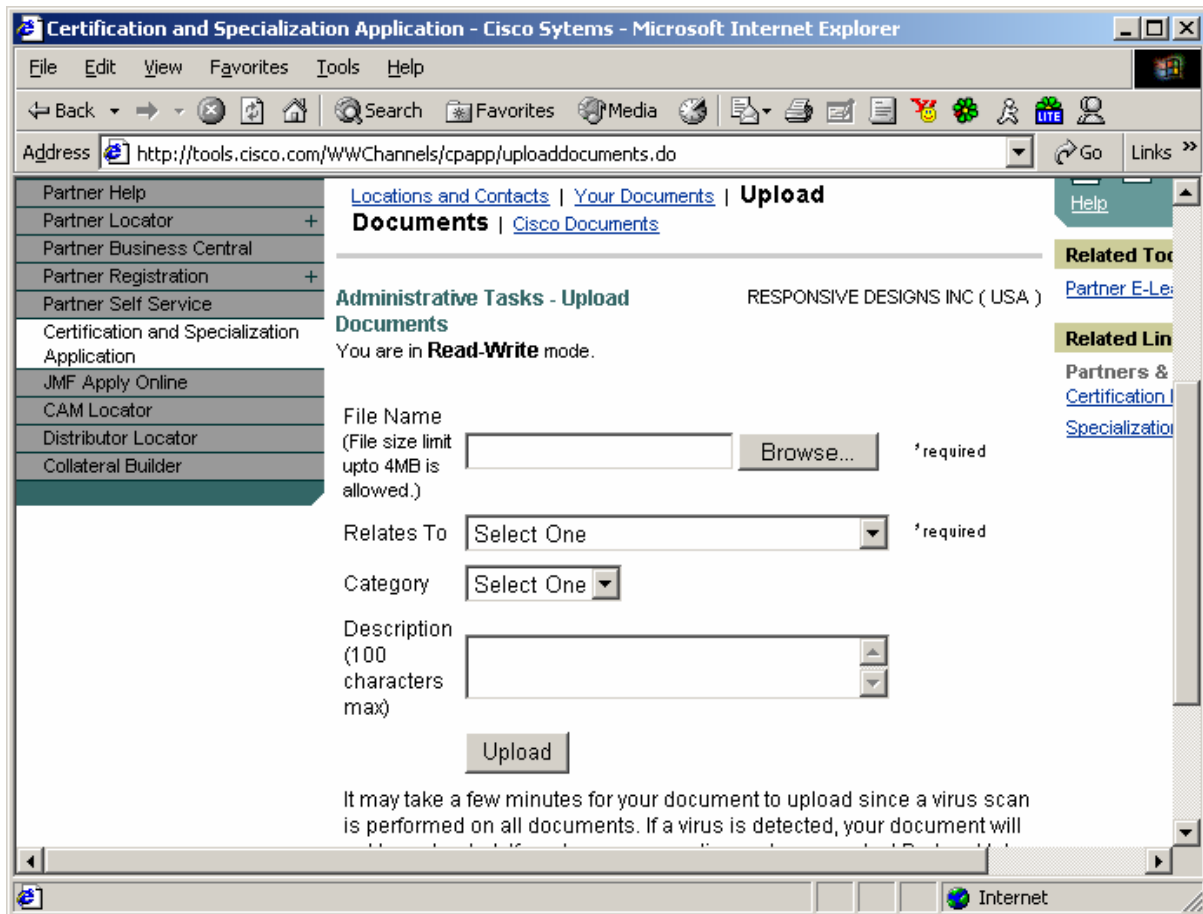 Certification and Specialization Application - Cisco Sytems - Microsoft Internet Explorer
File Edit View Favorites Tools Help
Back Search Favorites Media LITE
Address http://tools.cisco.com/WWChannels/cpapp/uploaddocuments.do Go Links »
Partner Help
Partner Locator +
Partner Business Central
Partner Registration +
Partner Self Service
Certification and Specialization
Application
JMF Apply Online
CAM Locator
Distributor Locator
Collateral Builder
Locations and Contacts | Your Documents | Upload
Documents | Cisco Documents
Administrative Tasks - Upload
Documents
RESPONSIVE DESIGNS INC ( USA )
You are in Read-Write mode.
File Name
(File size limit
upto 4MB is
allowed.)
Browse...
*required
Relates To Select One *required
Category Select One
Description
(100
characters
max)
Upload
It may take a few minutes for your document to upload since a virus scan
is performed on all documents. If a virus is detected, your document will
Help
Related
Partner
Related
Partners &
Certification
Internet